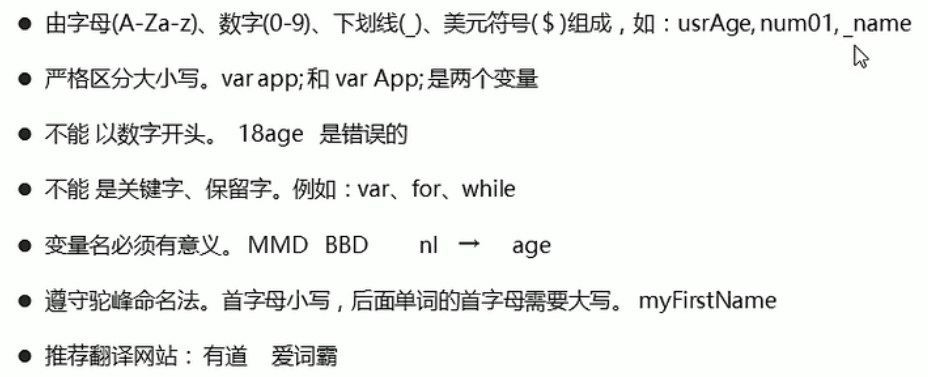 ● 由字母(A-Za-z)、数字(0-9)、下划线(_)、美元符号($)组成，如：usrAge, num01, _name
● 严格区分大小写。var app;和 var App;是两个变量
● 不能 以数字开头。 18age 是错误的
● 不能 是关键字、保留字。例如：var、for、while
● 变量名必须有意义。MMD BBD nl → age
● 遵守驼峰命名法。首字母小写，后面单词的首字母需要大写。 myFirstName
● 推荐翻译网站： 有道 爱词霸